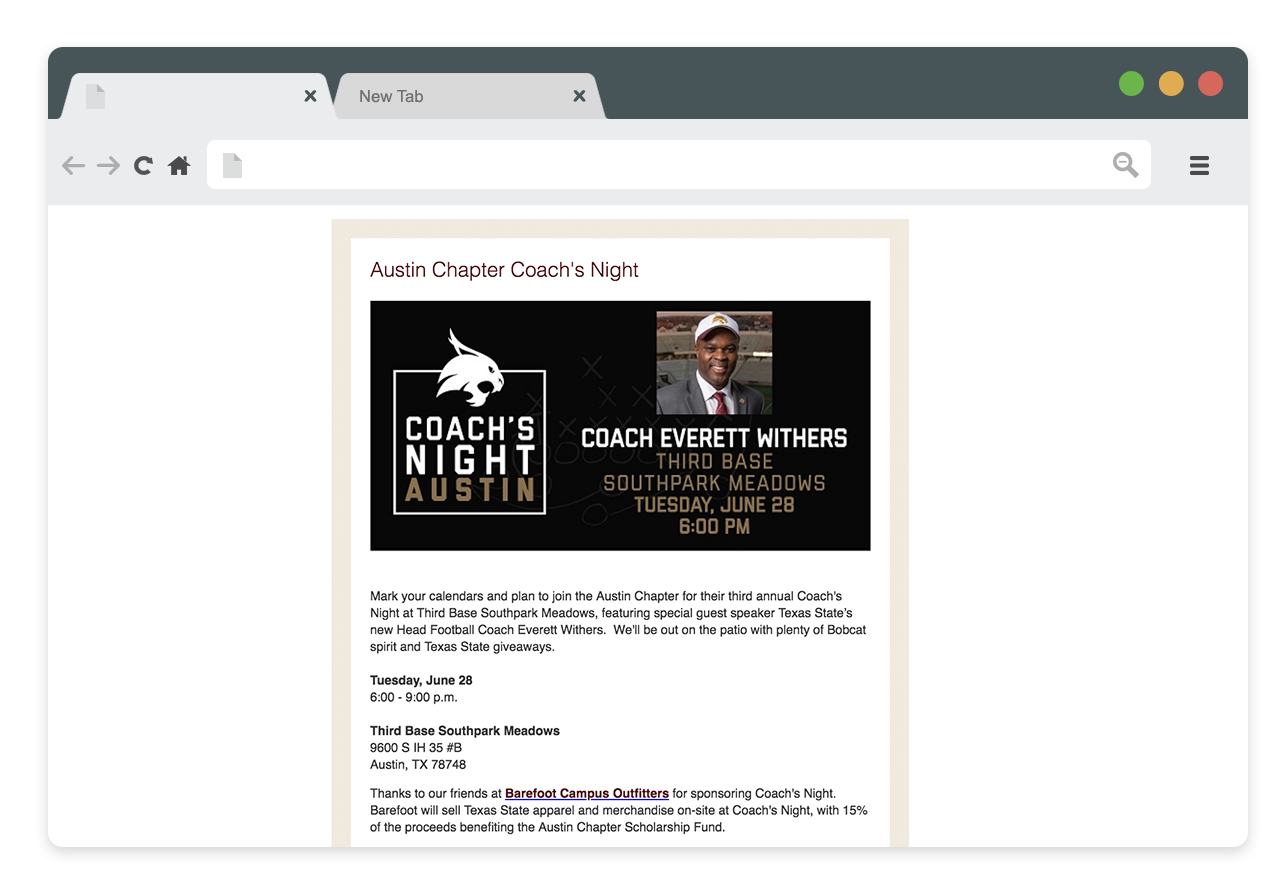 New Tab
Austin Chapter Coach's Night
COACH'S
NIGHT
AUSTIN
COACH EVERETT WITHERS
THIRD BASE
SOUTHPARK MEADOWS
TUESDAY, JUNE 28
6:00 PM
Mark your calendars and plan to join the Austin Chapter for their third annual Coach's
Night at Third Base Southpark Meadows, featuring special guest speaker Texas State’s
new Head Football Coach Everett Withers.  We'll be out on the patio with plenty of Bobcat
spirit and Texas State giveaways.
Tuesday, June 28
6:00 - 9:00 p.m.
Third Base Southpark Meadows
9600 S IH 35 #B
Austin, TX 78748
Thanks to our friends at Barefoot Campus Outfitters for sponsoring Coach's Night.
Barefoot will sell Texas State apparel and merchandise on-site at Coach's Night, with 15%
of the proceeds benefiting the Austin Chapter Scholarship Fund.